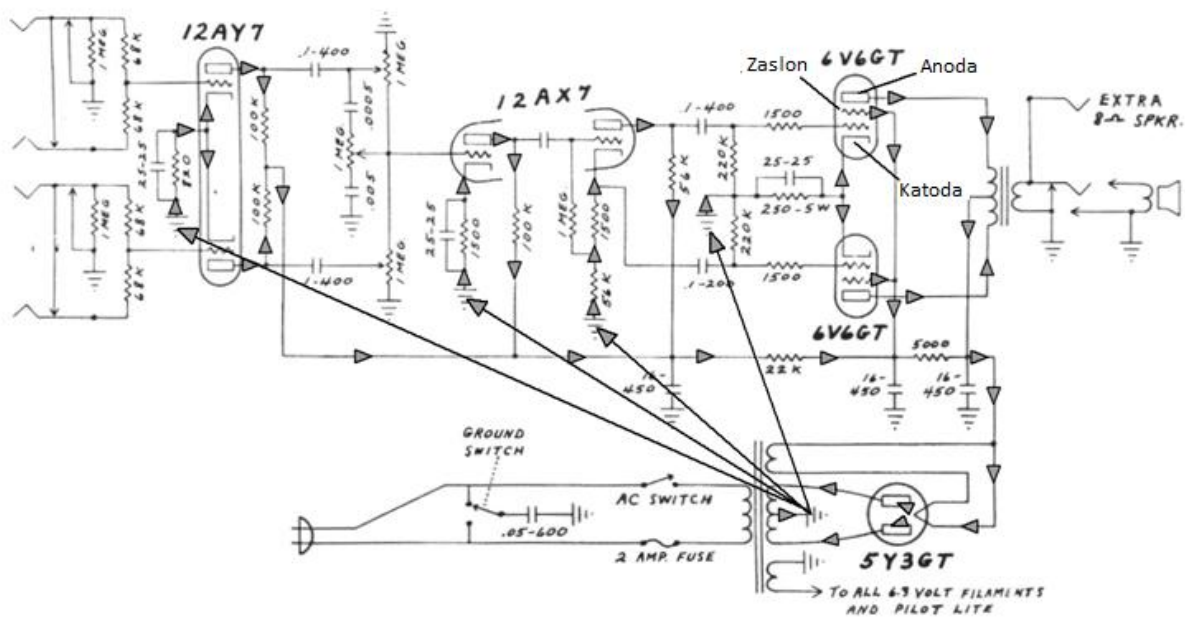 12AY7
1 MEG
68K
68K
25-25
820
100K
100K
.1-400
.0005
1 MEG
1 MEG
.005
1 MEG
.1-400
1 MEG
68K
68K
12AX7
25-25
1500
100K
1 MEG
1500
56K
56K
.1-400
220K
1500
25-25
250-5W
220K
.1-200
1500
Zaslon
6V6GT
Anoda
Katoda
6V6GT
EXTRA
8-Ω SPKR.
22K
5000
16-
450
16-
450
16-
450
GROUND
SWITCH
AC SWITCH
.05-600
2 AMP. FUSE
5Y3GT
TO ALL 6.3 VOLT FILAMENTS
AND PILOT LITE